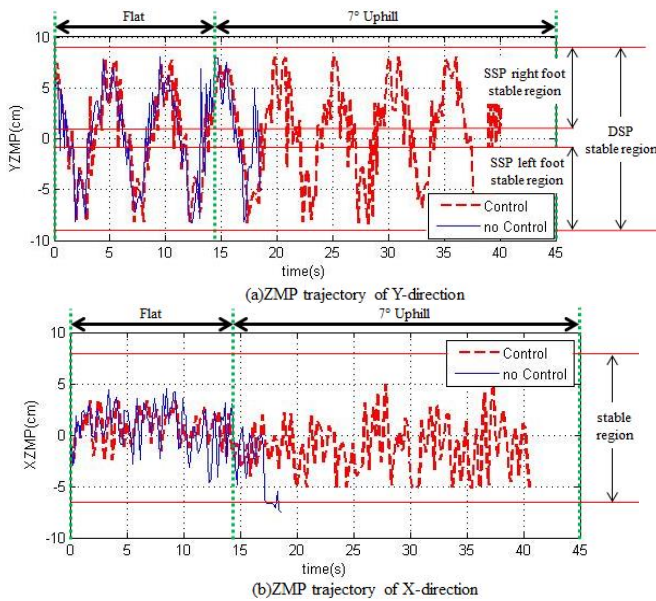 Flat
7° Uphill
10
5
0
-5
-10
YZMP(cm)
SSP right foot
stable region
SSP left foot
stable region
DSP
stable region
Control
no Control
0 5 10 15 20 25 30 35 40 45
time(s)
(a)ZMP trajectory of Y-direction
Flat
7° Uphill
10
5
0
-5
-10
XZMP(cm)
Control
no Control
stable
region
0 5 10 15 20 25 30 35 40 45
time(s)
(b)ZMP trajectory of X-direction